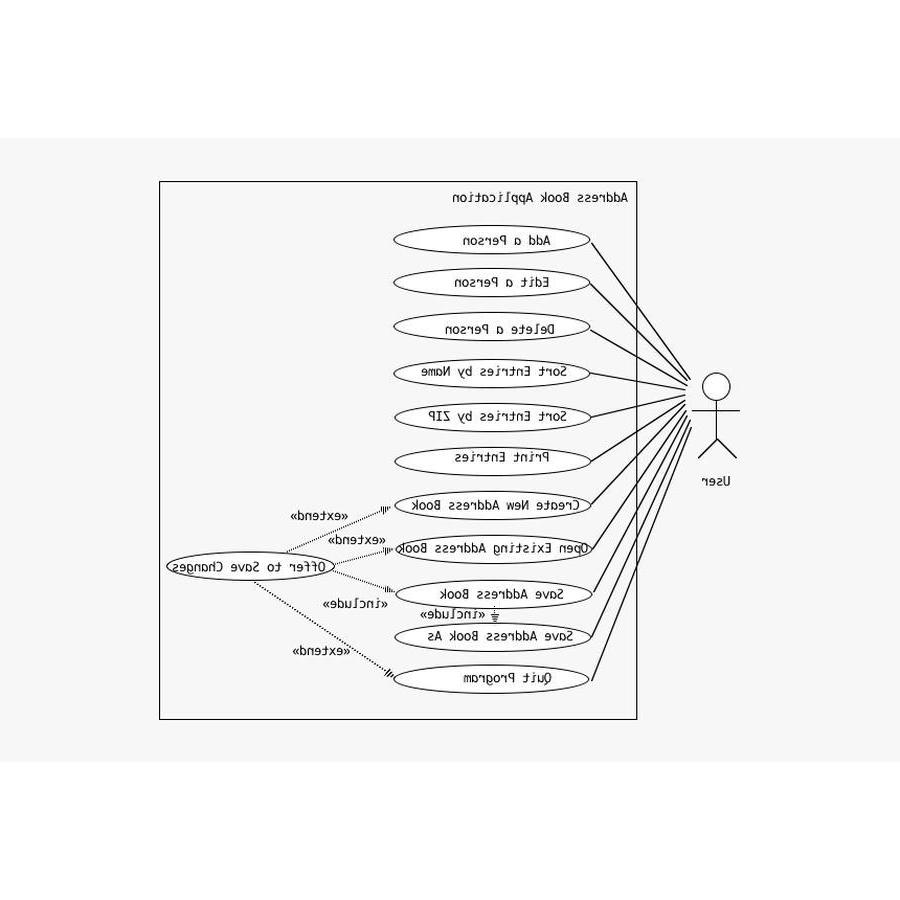 Address Book Application
Add a Person
Edit a Person
Delete a Person
Sort Entries by Name
Sort Entries by ZIP
Print Entries
User
Create New Address Book
«extend»
«extend»
Open Existing Address Book
Offer to Save Changes
Save Address Book
«include»
«include»
Save Address Book As
«extend»
Quit Program